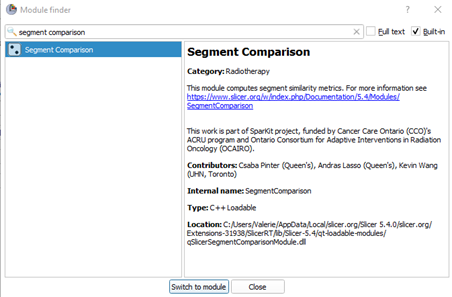 Module finder
segment comparison
Full text
Built-in
Segment Comparison
Segment Comparison
Category: Radiotherapy
This module computes segment similarity metrics. For more information see
https://www.slicer.org/w/index.php/Documentation/5.4/Modules/
SegmentComparison
This work is part of SparKit project, funded by Cancer Care Ontario (CCO)'s
ACRU program and Ontario Consortium for Adaptive Interventions in Radiation
Oncology (OCAIRO).
Contributors: Csaba Pinter (Queen's), Andras Lasso (Queen's), Kevin Wang
(UHN, Toronto)
Internal name: SegmentComparison
Type: C++ Loadable
Location: C:/Users/Valerie/AppData/Local/slicer.org/Slicer 5.4.0/slicer.org/
Extensions-31938/SlicerRT/lib/Slicer-5.4/qt-loadable-modules/
qSlicerSegmentComparisonModule.dll
Switch to module
Close